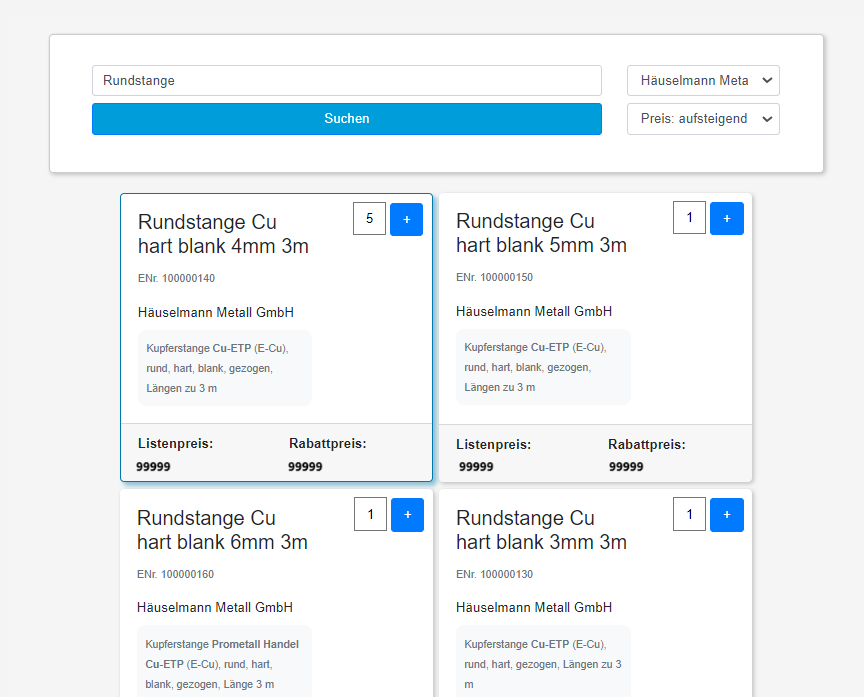 Rundstange
Häuselmann Meta
Suchen
Preis: aufsteigend
Rundstange Cu
hart blank 4mm 3m
5
+
ENr. 100000140
Häuselmann Metall GmbH
Kupferstange Cu-ETP (E-Cu),
rund, hart, blank, gezogen,
Längen zu 3 m
Listenpreis:
Rabattpreis:
99999
99999
Rundstange Cu
hart blank 5mm 3m
1
+
ENr. 100000150
Häuselmann Metall GmbH
Kupferstange Cu-ETP (E-Cu),
rund, hart, blank, gezogen,
Längen zu 3 m
Listenpreis:
Rabattpreis:
99999
99999
Rundstange Cu
hart blank 6mm 3m
1
+
ENr. 100000160
Häuselmann Metall GmbH
Kupferstange Prometall Handel
Cu-ETP (E-Cu), rund, hart,
blank, gezogen, Länge 3 m
Rundstange Cu
hart blank 3mm 3m
1
+
ENr. 100000130
Häuselmann Metall GmbH
Kupferstange Cu-ETP (E-Cu),
rund, hart, gezogen, Längen zu 3
m